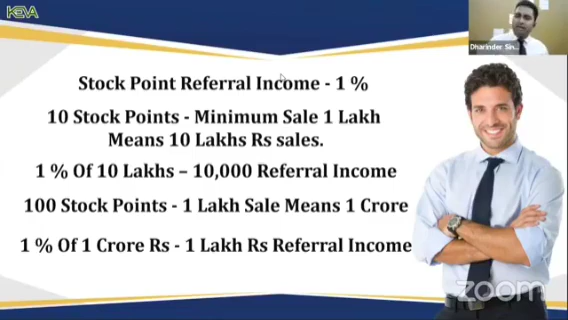 KEVA
Dharinder Sin...
Stock Point Referral Income - 1 %
10 Stock Points - Minimum Sale 1 Lakh
Means 10 Lakhs Rs sales.
1 % Of 10 Lakhs – 10,000 Referral Income
100 Stock Points - 1 Lakh Sale Means 1 Crore
1 % Of 1 Crore Rs - 1 Lakh Rs Referral Income
zoom